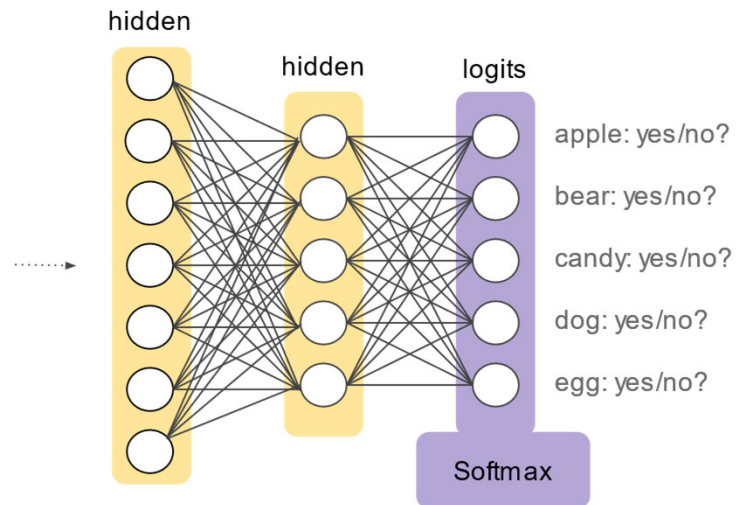 hidden
hidden
logits
apple: yes/no?
bear: yes/no?
candy: yes/no?
dog: yes/no?
egg: yes/no?
Softmax